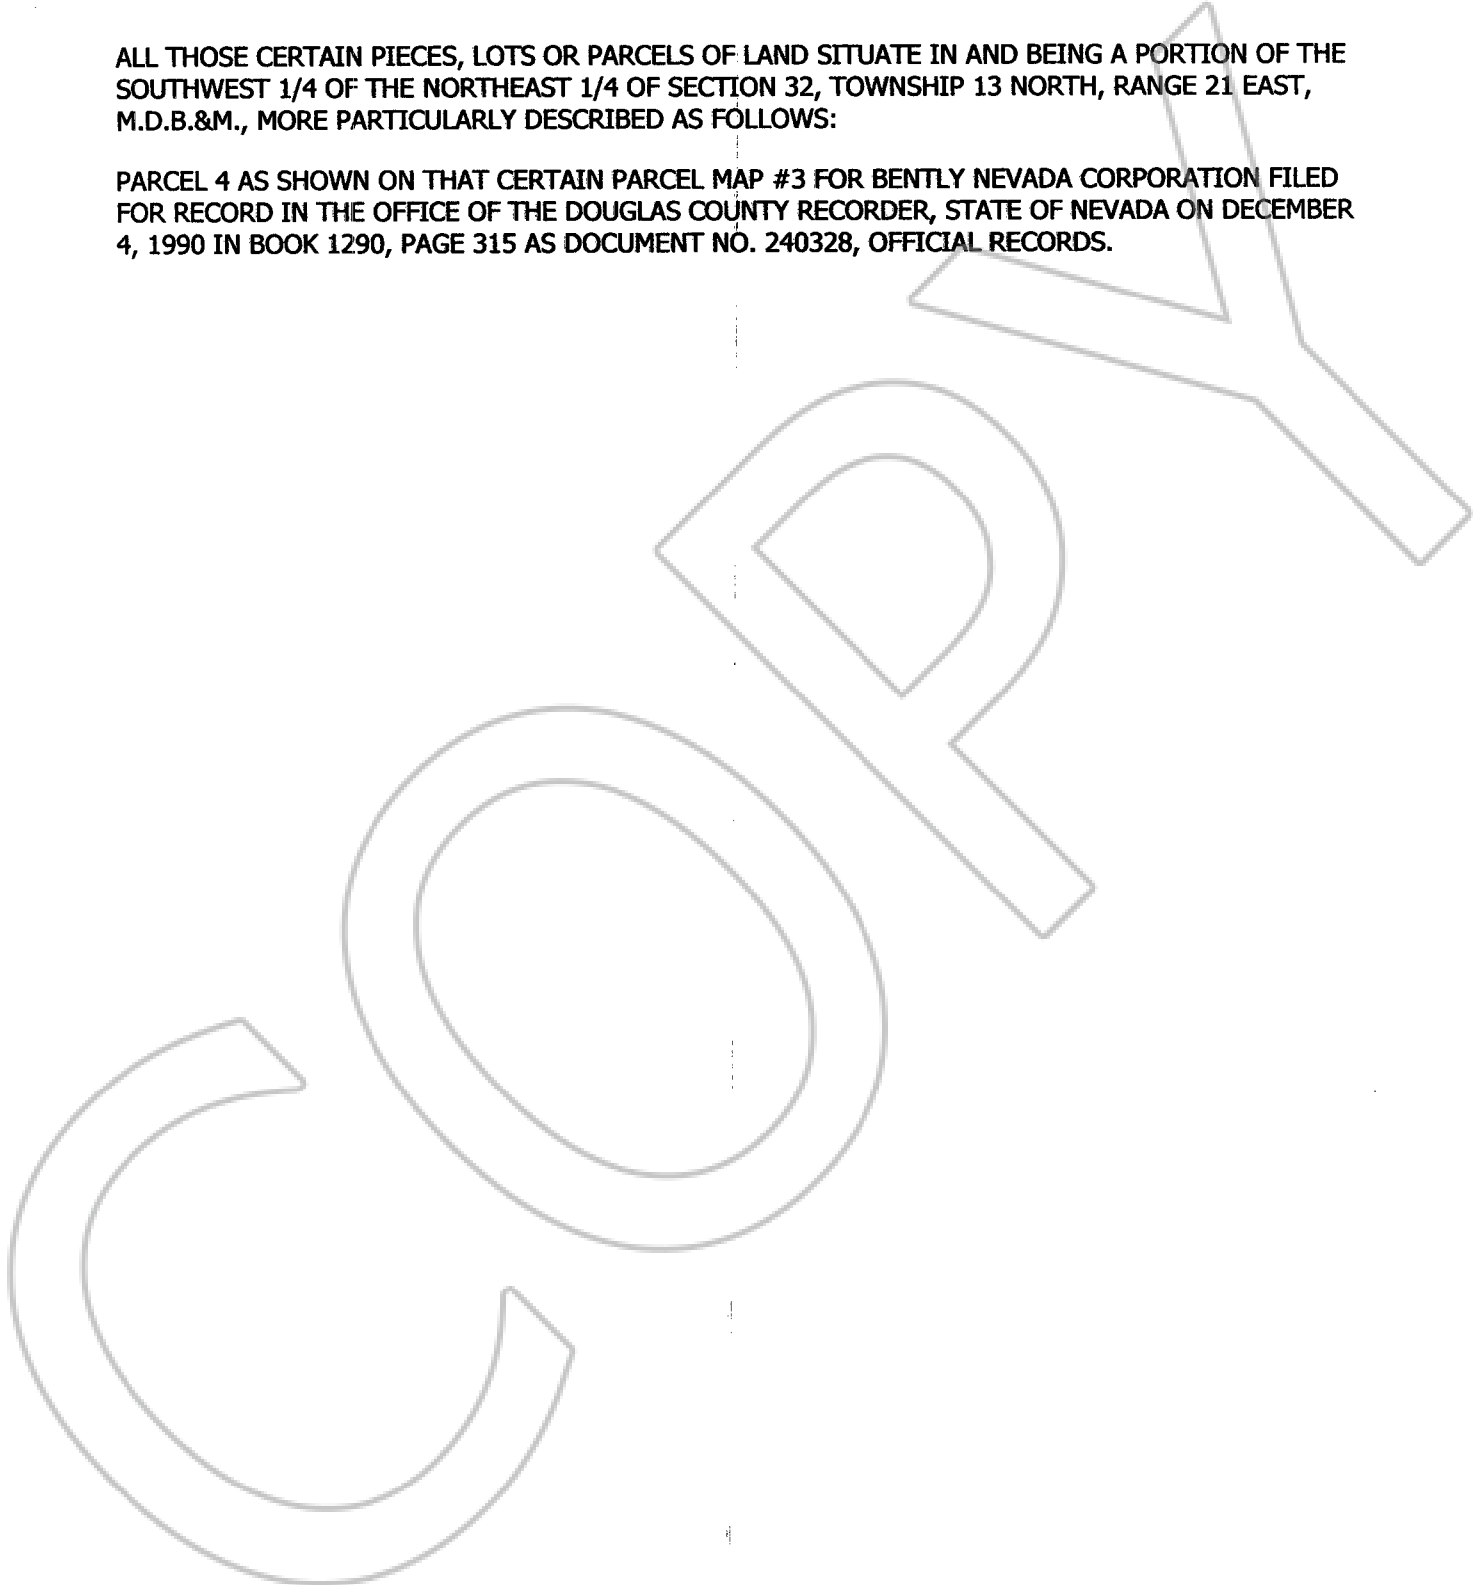 ALL THOSE CERTAIN PIECES, LOTS OR PARCELS OF LAND SITUATE IN AND BEING A PORTION OF THE
SOUTHWEST 1/4 OF THE NORTHEAST 1/4 OF SECTION 32, TOWNSHIP 13 NORTH, RANGE 21 EAST,
M.D.B.&M., MORE PARTICULARLY DESCRIBED AS FOLLOWS:
PARCEL 4 AS SHOWN ON THAT CERTAIN PARCEL MAP #3 FOR BENTLY NEVADA CORPORATION FILED
FOR RECORD IN THE OFFICE OF THE DOUGLAS COUNTY RECORDER, STATE OF NEVADA ON DECEMBER
4, 1990 IN BOOK 1290, PAGE 315 AS DOCUMENT NO. 240328, OFFICIAL RECORDS.
COPY